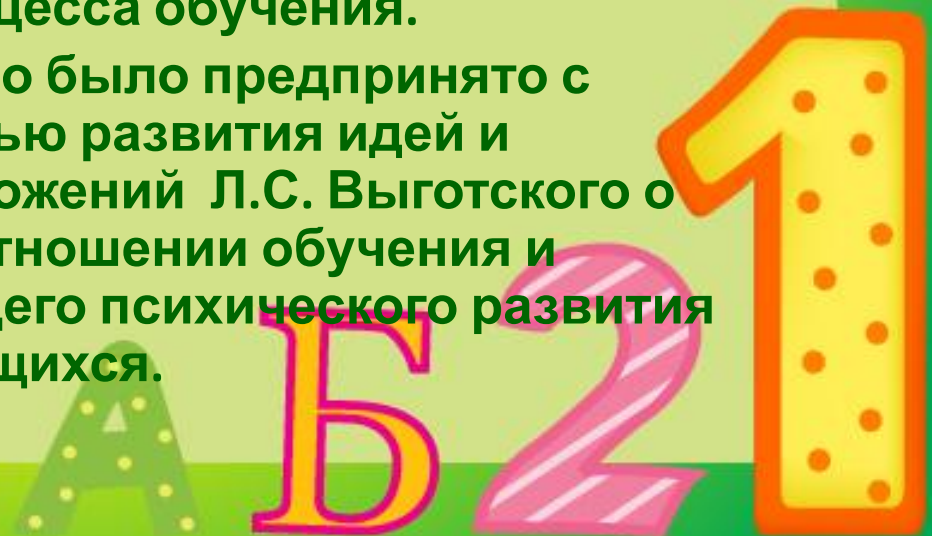 цесса обучения.
о было предпринято с
ью развития идей и
ожений Л.С. Выготского о
тношении обучения и
его психического развития
щихся.
А Б 2 1